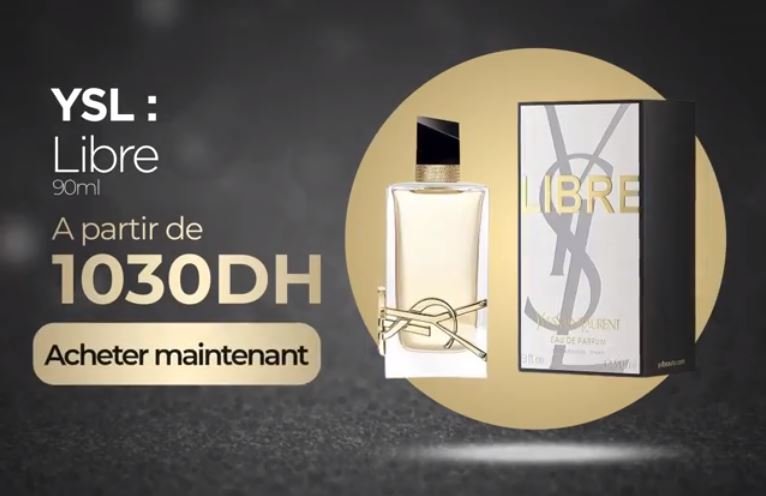 YSL :
Libre
90ml
A partir de
1030DH
Acheter maintenant
LIBRE
YVES SAINT LAURENT
EAU DE PARFUM